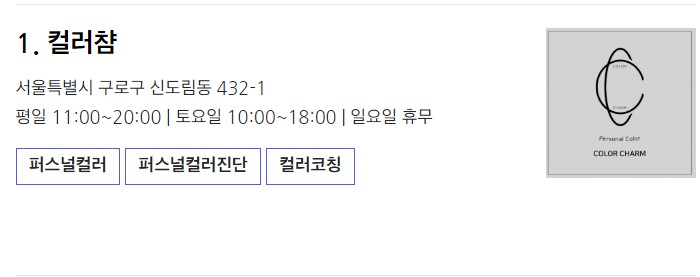 1. 컬러챰
서울특별시 구로구 신도림동 432-1
평일 11:00~20:00 | 토요일 10:00~18:00 | 일요일 휴무
퍼스널컬러 퍼스널컬러진단 컬러코칭
COLOR
CHARM
Personal Color
COLOR CHARM